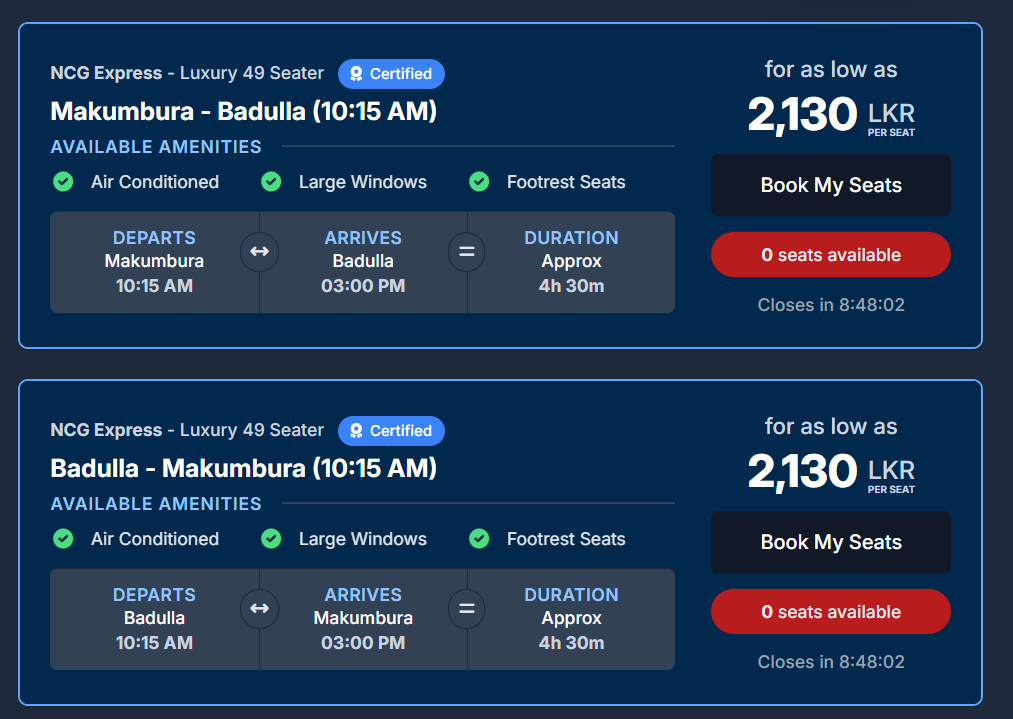 NCG Express - Luxury 49 Seater Certified
Makumbura - Badulla (10:15 AM)
AVAILABLE AMENITIES
Air Conditioned Large Windows Footrest Seats
DEPARTS
Makumbura
10:15 AM
ARRIVES
Badulla
03:00 PM
=
DURATION
Approx
4h 30m
for as low as
2,130 LKR
PER SEAT
Book My Seats
0 seats available
Closes in 8:48:02
NCG Express - Luxury 49 Seater Certified
Badulla - Makumbura (10:15 AM)
AVAILABLE AMENITIES
Air Conditioned Large Windows Footrest Seats
DEPARTS
Badulla
10:15 AM
ARRIVES
Makumbura
03:00 PM
=
DURATION
Approx
4h 30m
for as low as
2,130 LKR
PER SEAT
Book My Seats
0 seats available
Closes in 8:48:02